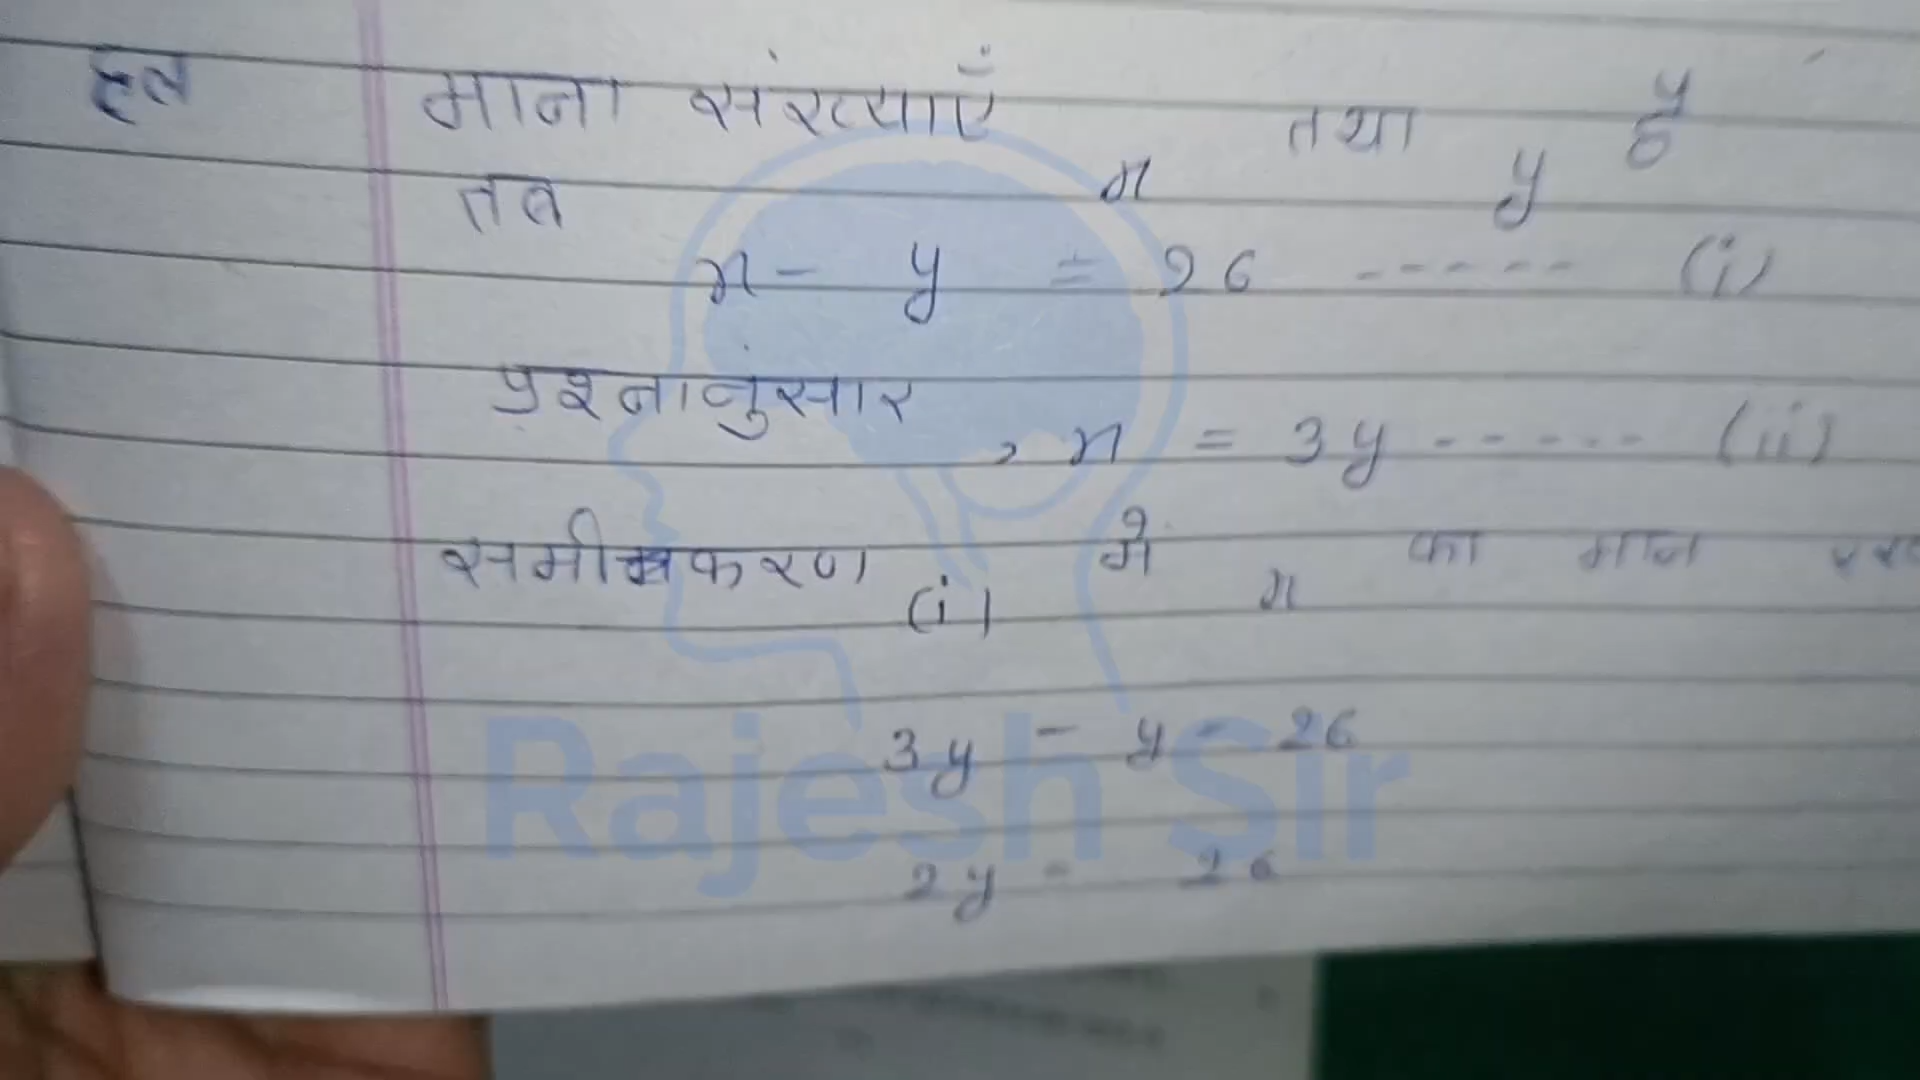 हल माना संख्याएँ x तथा y है
तब
x - y = 26 ----- (i)
प्रश्नानुसार, x = 3y ------ (ii)
समीकरण (i) में x का मान
3y - y = 26
2y = 26
Rajesh Sir